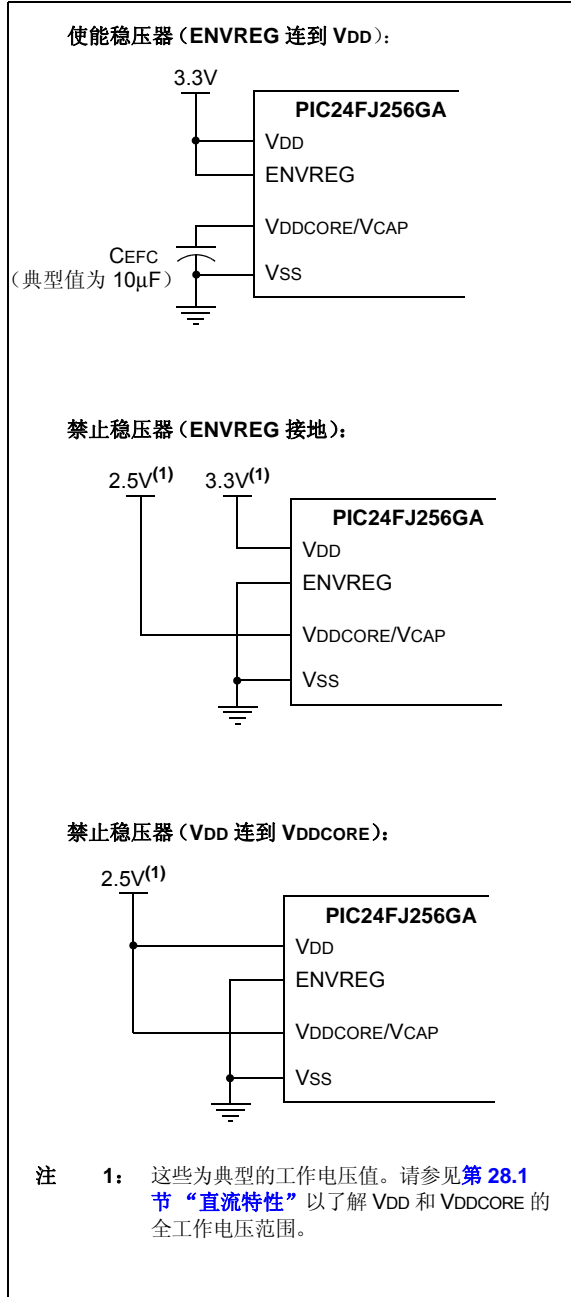 使能稳压器（ENVREG 连到 VDD）：
3.3V
PIC24FJ256GA
VDD
ENVREG
VDDCORE/VCAP
CEFC
（典型值为 10μF）
VSS
禁止稳压器（ENVREG 接地）：
2.5V(1) 3.3V(1)
PIC24FJ256GA
VDD
ENVREG
VDDCORE/VCAP
VSS
禁止稳压器（VDD 连到 VDDCORE）：
2.5V(1)
PIC24FJ256GA
VDD
ENVREG
VDDCORE/VCAP
VSS
注 1： 这些为典型的工作电压值。请参见第 28.1
节 “直流特性”以了解 VDD 和 VDDCORE 的
全工作电压范围。